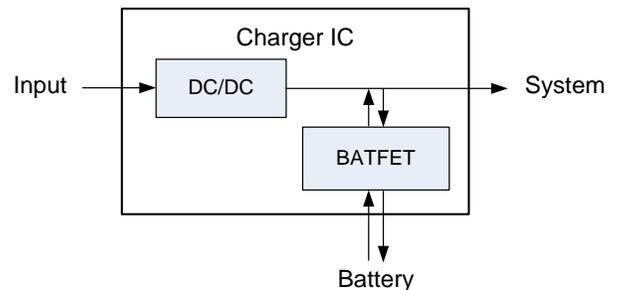 Charger IC
Input
DC/DC
System
BATFET
Battery